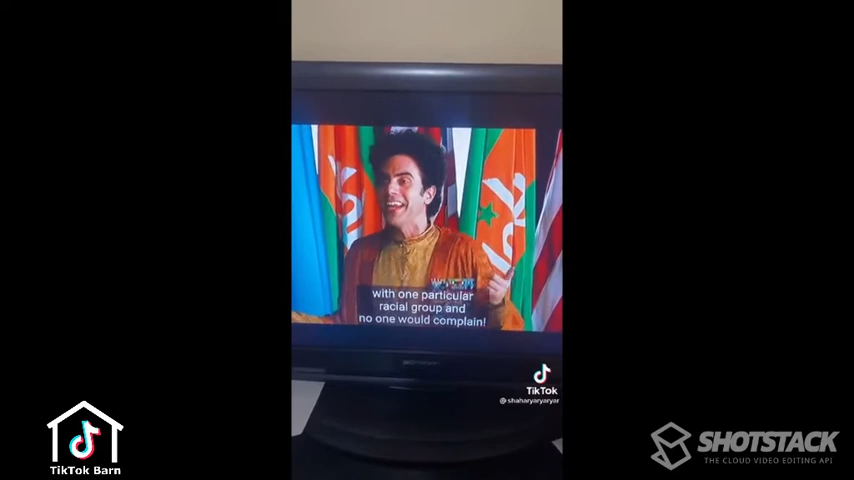 with one particular
racial group and
no one would complain!
TikTok
@shaharyaryaryar
TikTok Barn
SHOTSTACK
THE CLOUD VIDEO EDITING API